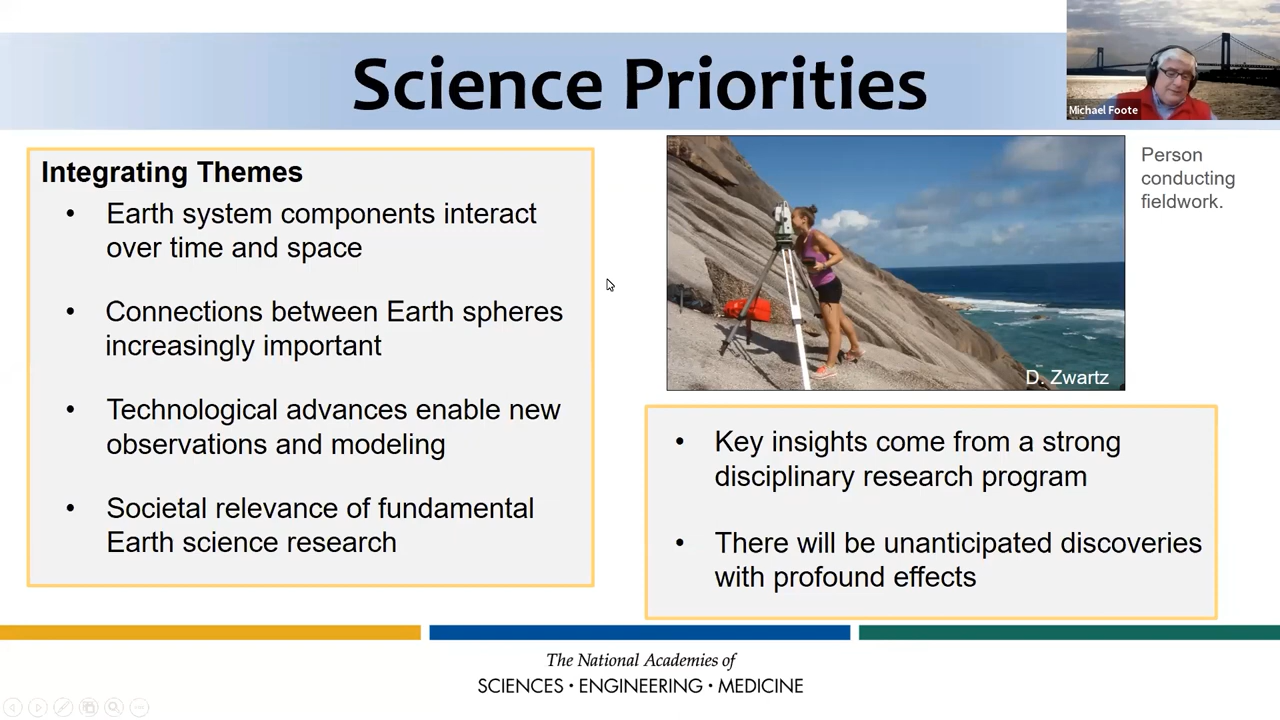 Science Priorities
Michael Foote
Integrating Themes
• Earth system components interact
over time and space
• Connections between Earth spheres
increasingly important
• Technological advances enable new
observations and modeling
• Societal relevance of fundamental
Earth science research
Person
conducting
fieldwork.
D. Zwartz
• Key insights come from a strong
disciplinary research program
• There will be unanticipated discoveries
with profound effects
The National Academies of
SCIENCES • ENGINEERING • MEDICINE